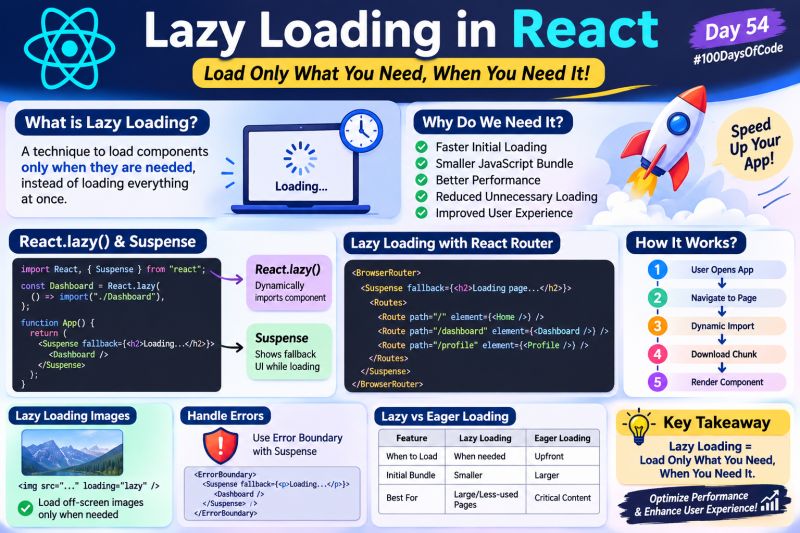 Lazy Loading in React
Load Only What You Need, When You Need It!
Day 54
#100DaysOfCode
What is Lazy Loading?
A technique to load components
only when they are needed,
instead of loading everything
at once.
Loading...
Why Do We Need It?
Faster Initial Loading
Smaller JavaScript Bundle
Better Performance
Reduced Unnecessary Loading
Improved User Experience
Speed
Up Your
App!
React.lazy() & Suspense
import React, { Suspense } from "react";
const Dashboard = React.lazy(
() => import("./Dashboard"),
);
function App() {
return (
<Suspense fallback={<h2>Loading...</h2>}>
<Dashboard />
</Suspense>
);
}
React.lazy()
Dynamically
imports component
Suspense
Shows fallback
UI while loading
Lazy Loading with React Router
<BrowserRouter>
<Suspense fallback={<h2>Loading page...</h2>}>
<Routes>
<Route path="/" element={<Home />} />
<Route path="/dashboard" element={<Dashboard />} />
<Route path="/profile" element={<Profile />} />
</Routes>
</Suspense>
</BrowserRouter>
How It Works?
1 User Opens App
2 Navigate to Page
3 Dynamic Import
4 Download Chunk
5 Render Component
Lazy Loading Images
<img src="..." loading="lazy" />
Load off-screen images
only when needed
Handle Errors
Use Error Boundary
with Suspense
<ErrorBoundary>
<Suspense fallback={<p>Loading...</p>}>
<Dashboard />
</Suspense> />
</ErrorBoundary>
Lazy vs Eager Loading
Feature Lazy Loading Eager Loading
When to Load When needed Upfront
Initial Bundle Smaller Larger
Best For Large/Less-used Pages Critical Content
Key Takeaway
Lazy Loading =
Load Only What You Need,
When You Need It.
Optimize Performance
& Enhance User Experience!